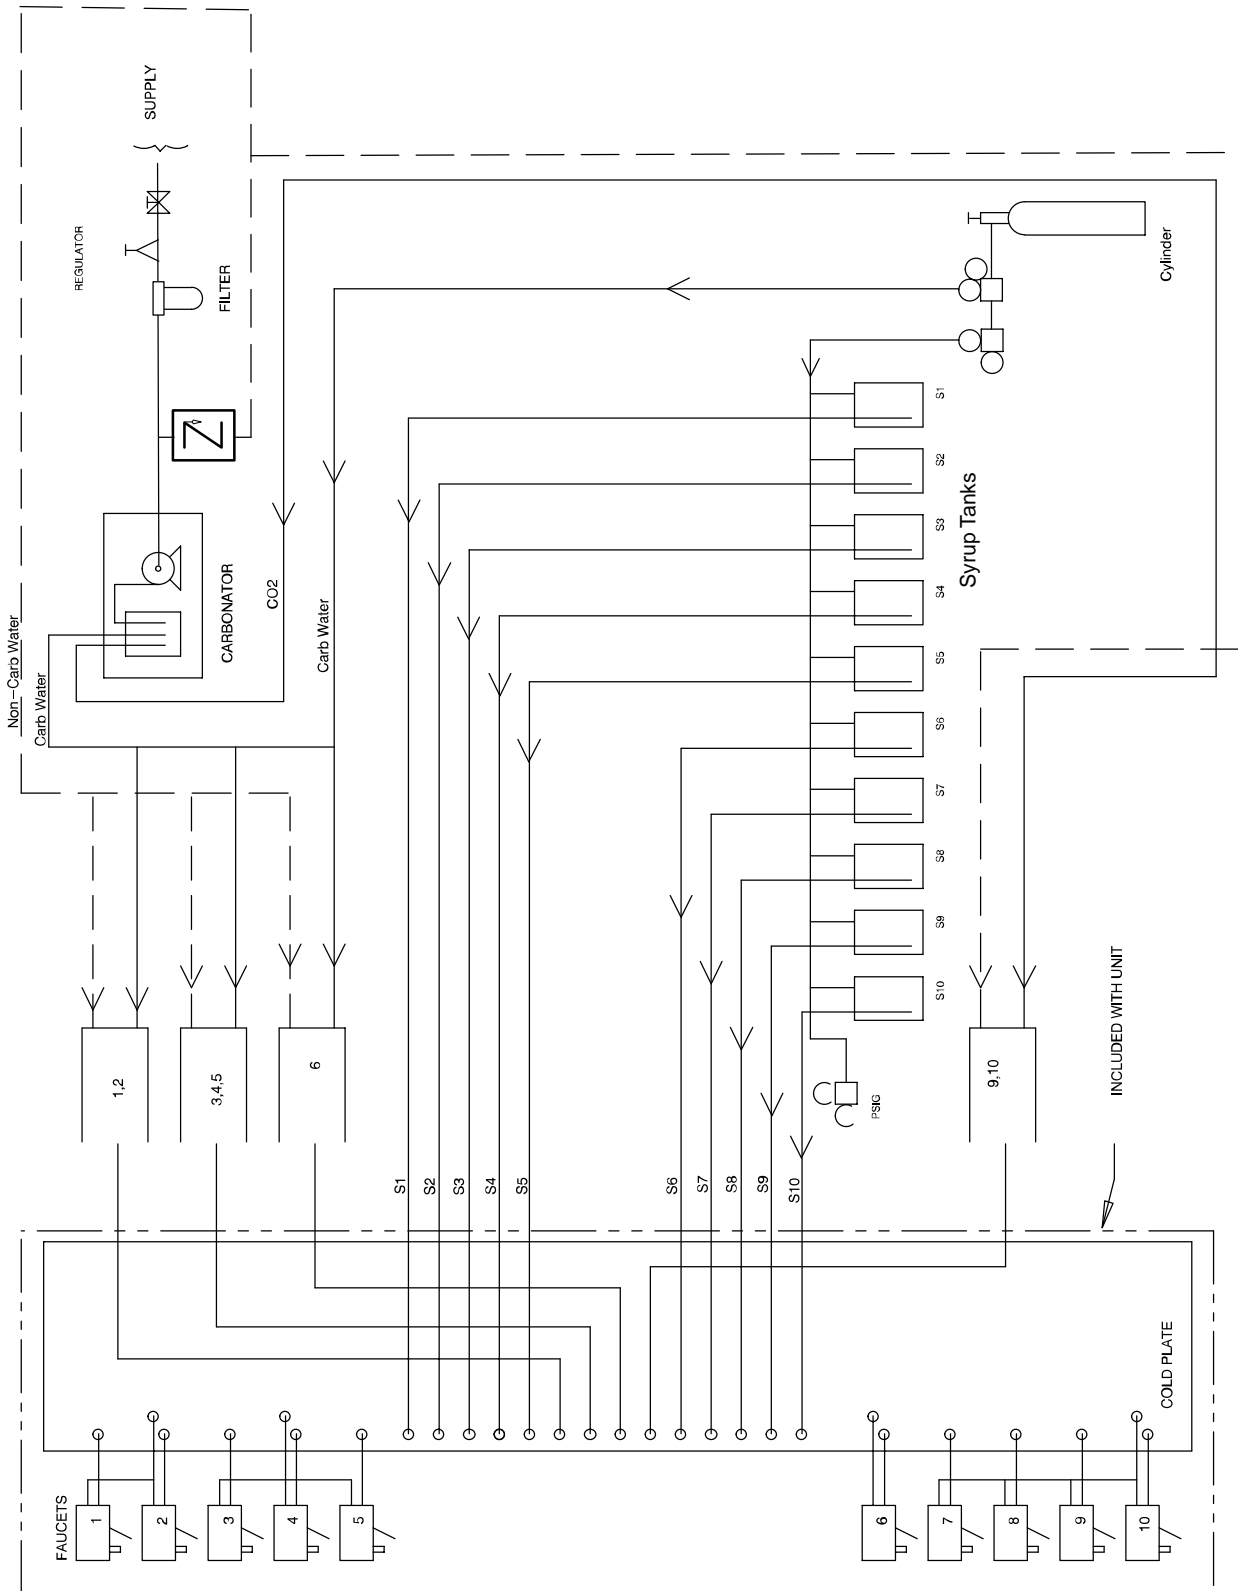 SUPPLY
REGULATOR
FILTER
CARBONATOR
CO2
Carb Water
Non-Carb Water
Carb Water
Cylinder
Syrup Tanks
S1
S2
S3
S4
S5
S6
S7
S8
S9
S10
PSIG
1,2
3,4,5
6
9,10
INCLUDED WITH UNIT
S1
S2
S3
S4
S5
S6
S7
S8
S9
S10
COLD PLATE
FAUCETS
1
2
3
4
5
6
7
8
9
10